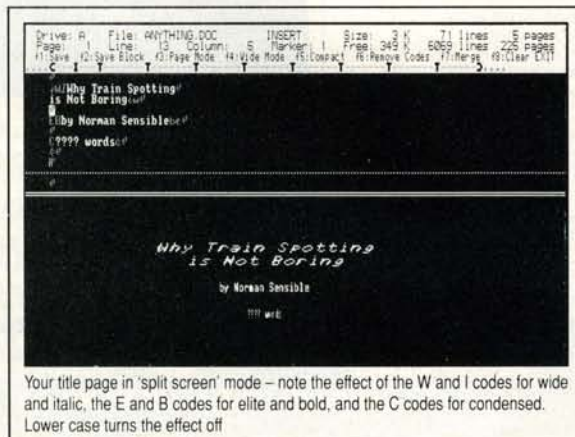 Drive: A File: ANYTHING.DOC INSERT Size: 3 K 71 lines 5 pages
Page: 1 Line: 13 Column: 5 Marker: 1 Free: 349 K 6069 lines 226 pages
f1:Save f2:Save Block f3:Page Mode f4:Wide Mode f5:Compact f6:Remove Codes f7:Merge f8:Clear EXIT
Why Train Spotting
is Not Boring
by Norman Sensible
???? words
Why Train Spotting
is Not Boring
by Norman Sensible
????
Your title page in 'split screen' mode – note the effect of the W and I codes for wide
and italic, the E and B codes for elite and bold, and the C codes for condensed.
Lower case turns the effect off